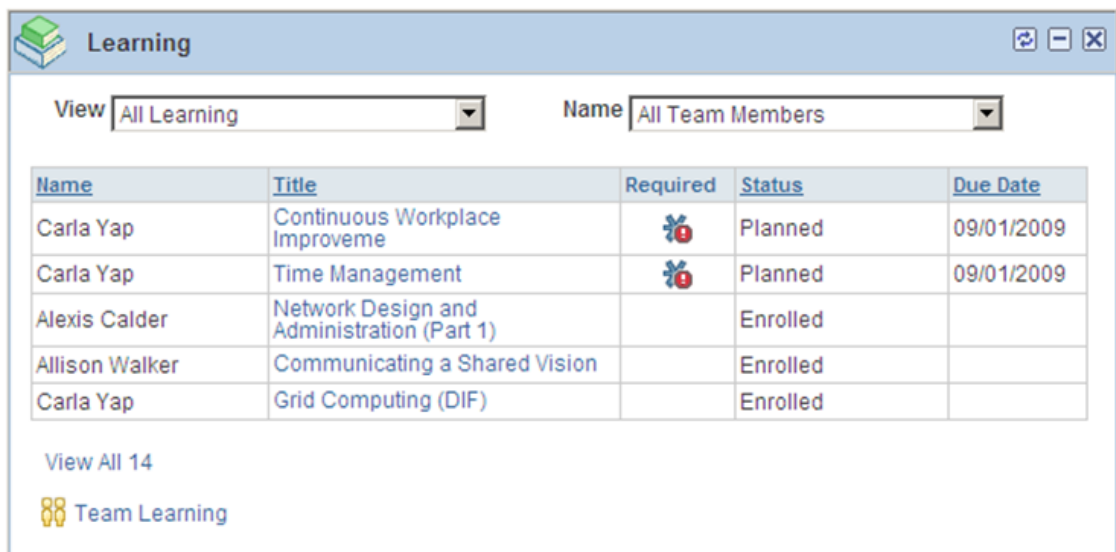 Learning
View All Learning Name All Team Members
Name Title Required Status Due Date
Carla Yap Continuous Workplace Improveme Planned 09/01/2009
Carla Yap Time Management Planned 09/01/2009
Alexis Calder Network Design and Administration (Part 1) Enrolled
Allison Walker Communicating a Shared Vision Enrolled
Carla Yap Grid Computing (DIF) Enrolled
View All 14
Team Learning